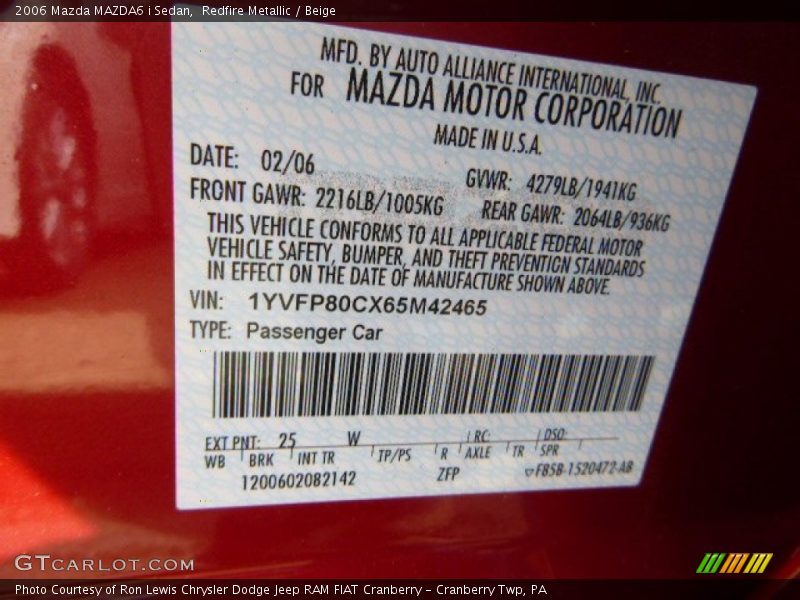 2006 Mazda MAZDA6 i Sedan,  Redfire Metallic / Beige
MFD. BY AUTO ALLIANCE INTERNATIONAL, INC.
FOR MAZDA MOTOR CORPORATION
MADE IN U.S.A.
DATE: 02/06 GVWR: 4279LB/1941KG
FRONT GAWR: 2216LB/1005KG REAR GAWR: 2064LB/936KG
THIS VEHICLE CONFORMS TO ALL APPLICABLE FEDERAL MOTOR
VEHICLE SAFETY, BUMPER, AND THEFT PREVENTION STANDARDS
IN EFFECT ON THE DATE OF MANUFACTURE SHOWN ABOVE.
VIN: 1YVFP80CX65M42465
TYPE: Passenger Car
EXT PNT: 25 W RC: DSO:
WB BRK INT TR TP/PS R AXLE TR SPR
1200602082142 ZFP F85B-1520472-AB
GTCARLOT.COM
Photo Courtesy of Ron Lewis Chrysler Dodge Jeep RAM FIAT Cranberry – Cranberry Twp, PA